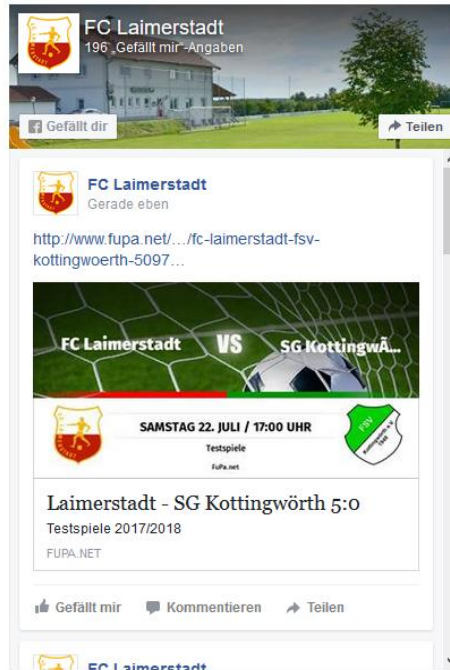 FC Laimerstadt
196 „Gefällt mir“-Angaben
Gefällt dir
Teilen
FC Laimerstadt
Gerade eben
http://www.fupa.net/.../fc-laimerstadt-fsv-
kottingwoerth-5097...
FC Laimerstadt VS SG KottingwÃ...
SAMSTAG 22. JULI / 17:00 UHR
Testspiele
FuPa.net
FSV
Kottingwörth e.V.
Laimerstadt - SG Kottingwörth 5:0
Testspiele 2017/2018
FUPA.NET
Gefällt mir Kommentieren Teilen
FC Laimerstadt